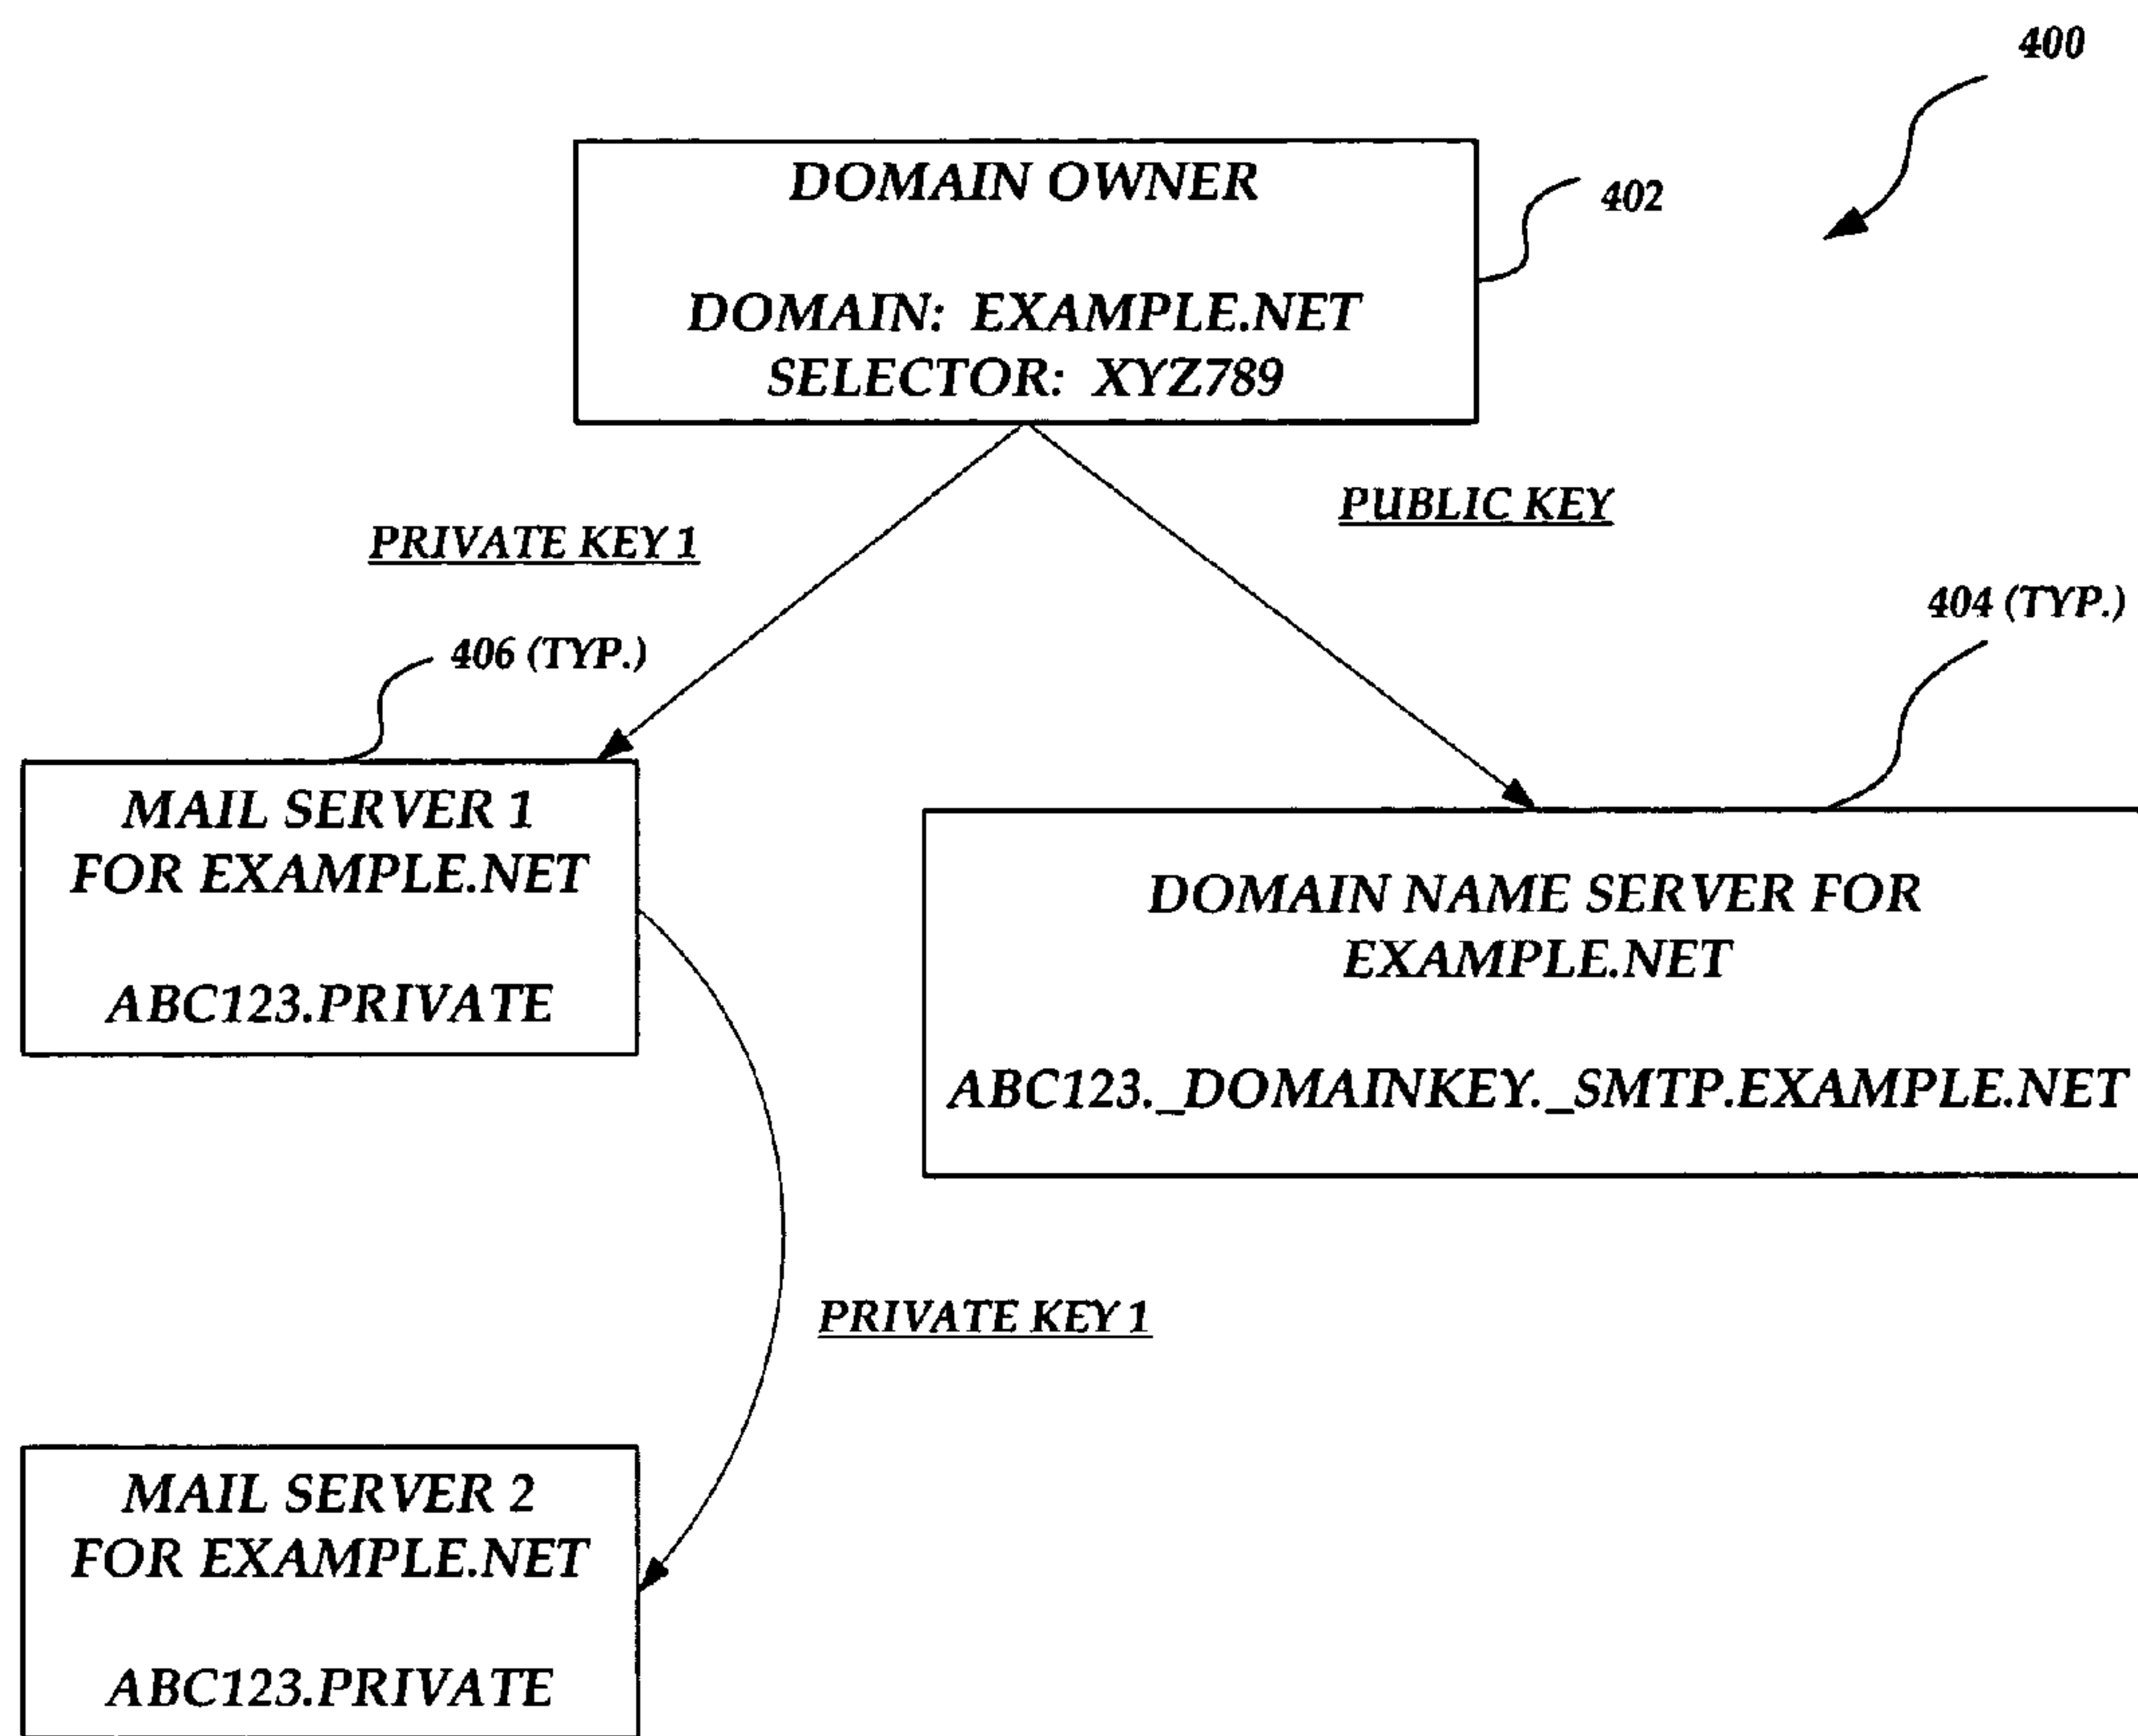 400
DOMAIN OWNER
402
DOMAIN: EXAMPLE.NET
SELECTOR: XYZ789
PUBLIC KEY
PRIVATE KEY 1
404 (TYP.)
406 (TYP.)
MAIL SERVER 1
FOR EXAMPLE.NET
ABC123.PRIVATE
DOMAIN NAME SERVER FOR
EXAMPLE.NET
ABC123._DOMAINKEY._SMTP.EXAMPLE.NET
PRIVATE KEY 1
MAIL SERVER 2
FOR EXAMPLE.NET
ABC123.PRIVATE